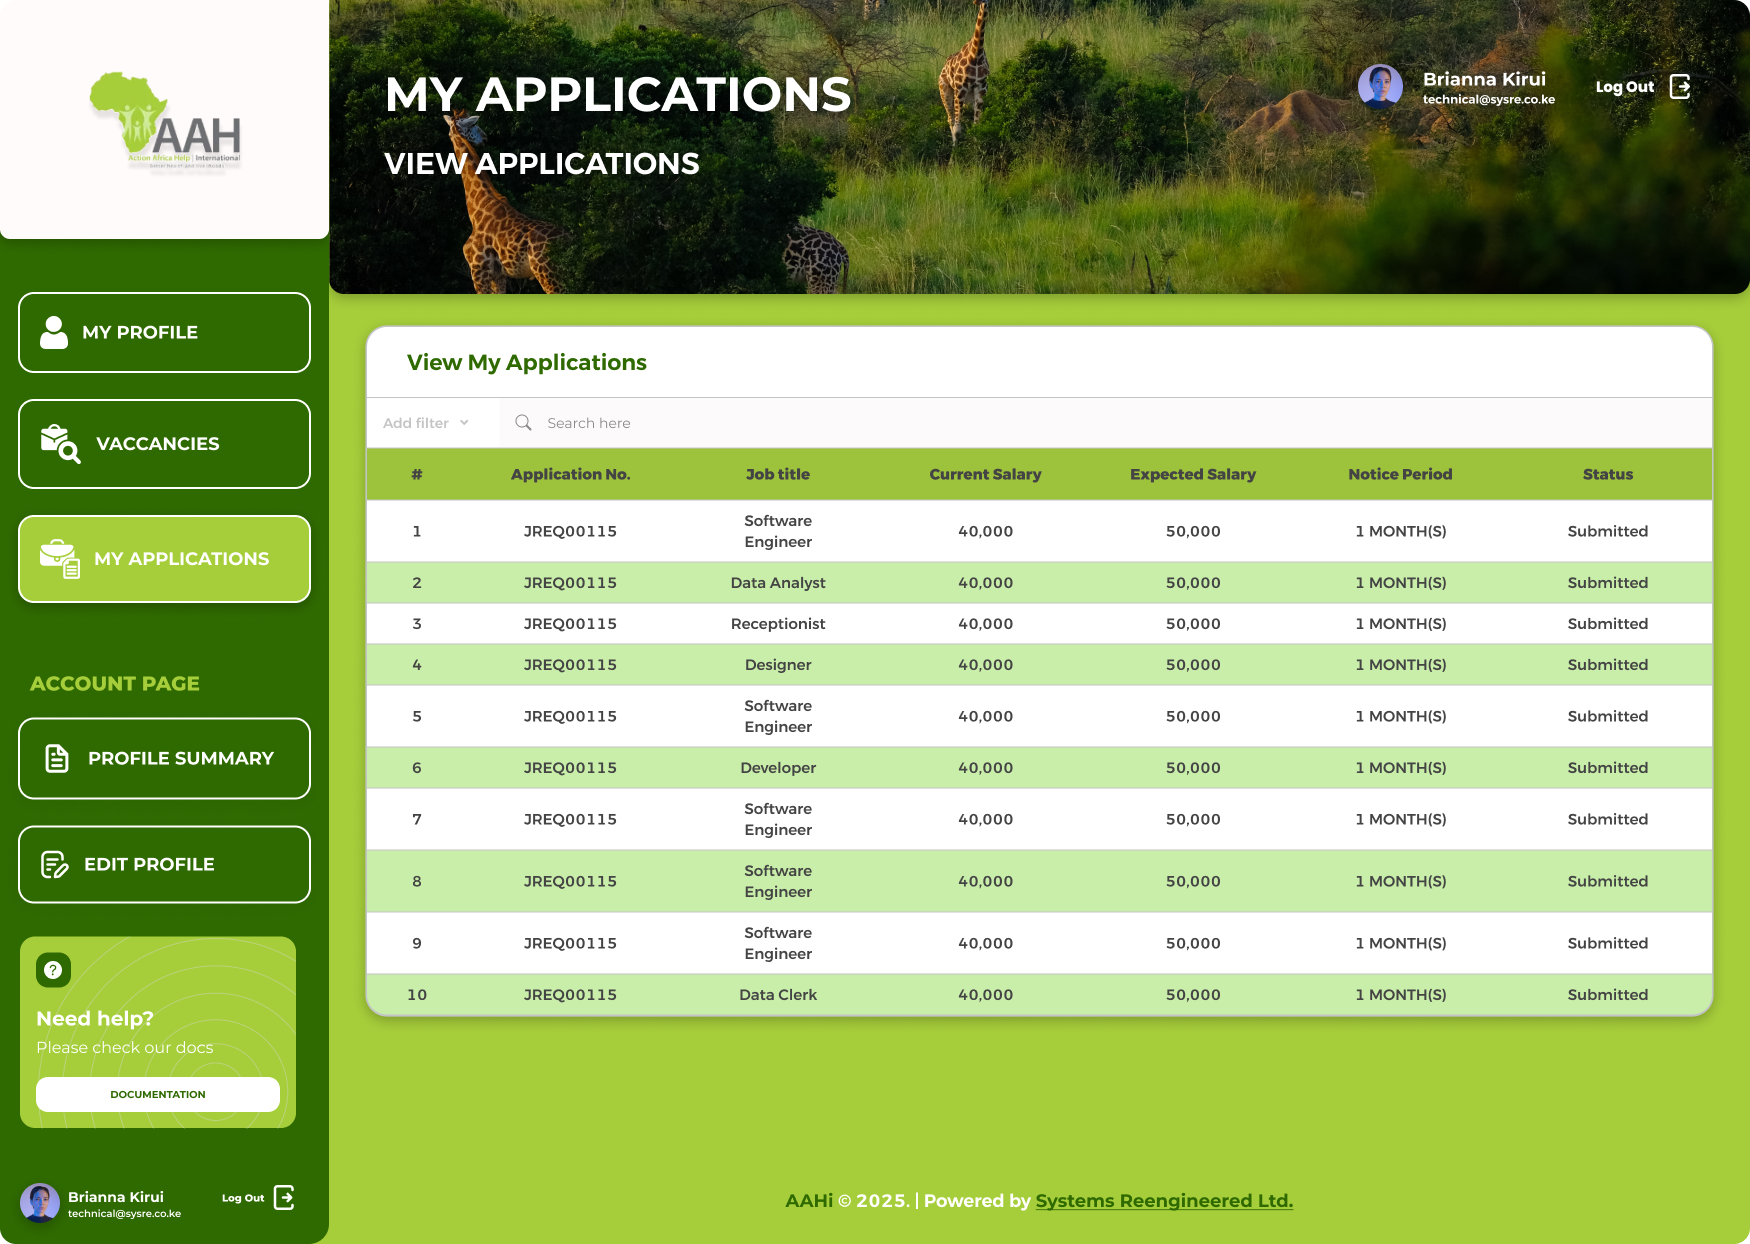 AAH
Action Africa Help | International
MY PROFILE
VACCANCIES
MY APPLICATIONS
ACCOUNT PAGE
PROFILE SUMMARY
EDIT PROFILE
Need help?
Please check our docs
DOCUMENTATION
Brianna Kirui
technical@sysre.co.ke
Log Out
MY APPLICATIONS
VIEW APPLICATIONS
Brianna Kirui
technical@sysre.co.ke
Log Out
View My Applications
Add filter
Search here
# Application No. Job title Current Salary Expected Salary Notice Period Status
1 JREQ00115 Software Engineer 40,000 50,000 1 MONTH(S) Submitted
2 JREQ00115 Data Analyst 40,000 50,000 1 MONTH(S) Submitted
3 JREQ00115 Receptionist 40,000 50,000 1 MONTH(S) Submitted
4 JREQ00115 Designer 40,000 50,000 1 MONTH(S) Submitted
5 JREQ00115 Software Engineer 40,000 50,000 1 MONTH(S) Submitted
6 JREQ00115 Developer 40,000 50,000 1 MONTH(S) Submitted
7 JREQ00115 Software Engineer 40,000 50,000 1 MONTH(S) Submitted
8 JREQ00115 Software Engineer 40,000 50,000 1 MONTH(S) Submitted
9 JREQ00115 Software Engineer 40,000 50,000 1 MONTH(S) Submitted
10 JREQ00115 Data Clerk 40,000 50,000 1 MONTH(S) Submitted
AAHi © 2025. | Powered by Systems Reengineered Ltd.